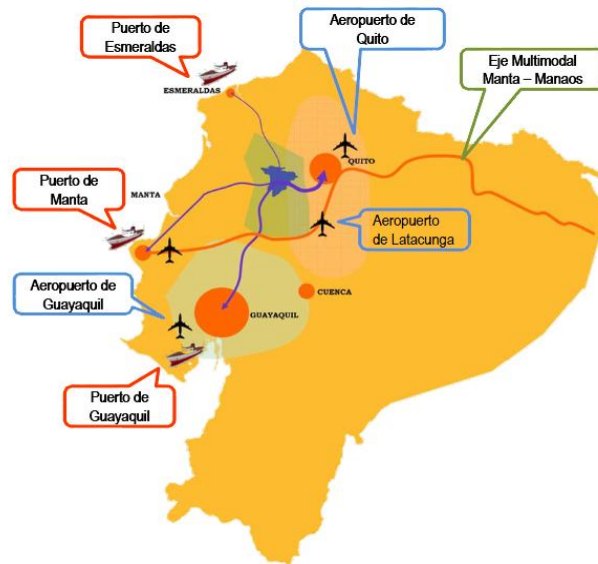 Puerto de
Esmeraldas
Aeropuerto de
Quito
Eje Multimodal
Manta – Manaos
ESMERALDAS
QUITO
Puerto de
Manta
MANTA
Aeropuerto
de Latacunga
Aeropuerto de
Guayaquil
CUENCA
GUAYAQUIL
Puerto de
Guayaquil